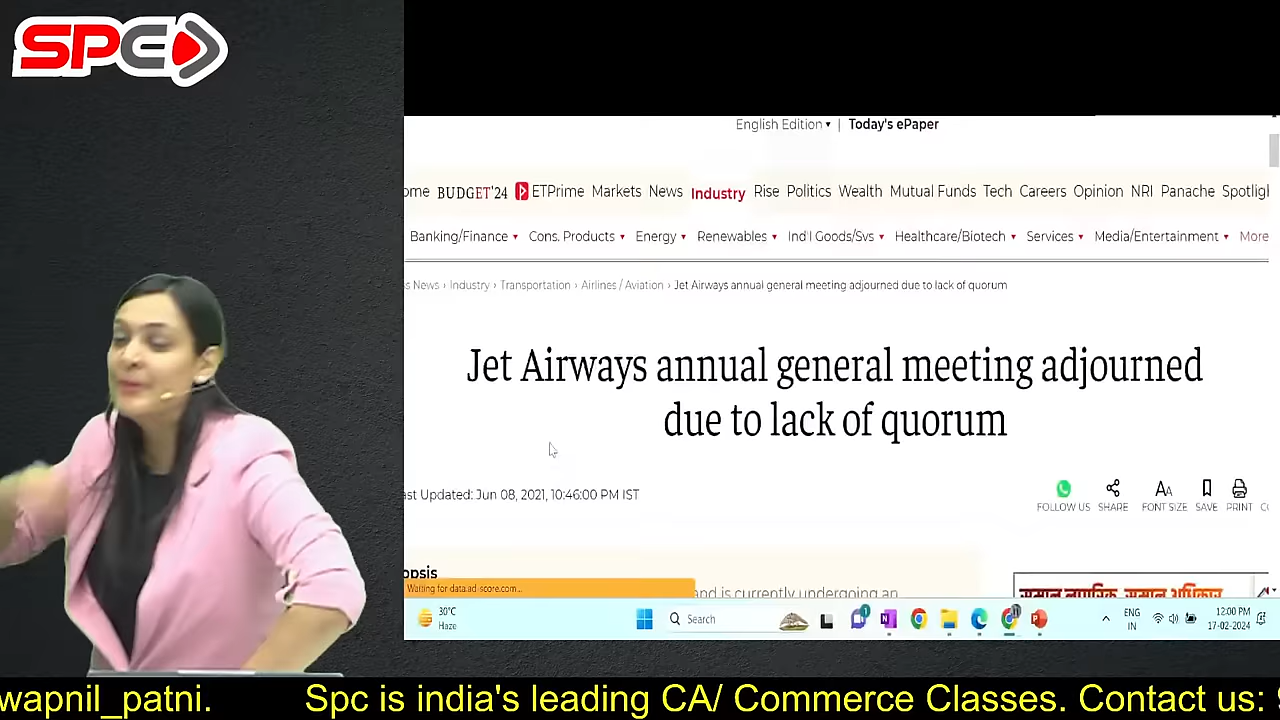 SPC
English Edition ▾ | Today's ePaper
ome BUDGET'24 ETPrime Markets News Industry Rise Politics Wealth Mutual Funds Tech Careers Opinion NRI Panache Spotligh
Banking/Finance ▾ Cons. Products ▾ Energy ▾ Renewables ▾ Ind'l Goods/Svs ▾ Healthcare/Biotech ▾ Services ▾ Media/Entertainment ▾ More
s News › Industry › Transportation › Airlines / Aviation › Jet Airways annual general meeting adjourned due to lack of quorum
Jet Airways annual general meeting adjourned
due to lack of quorum
ast Updated: Jun 08, 2021, 10:46:00 PM IST
FOLLOW US SHARE FONT SIZE SAVE PRINT
opsis
Waiting for data.ad-score.com...
and is currently undergoing an
समान नागरिक, समान अधिकार
30°C
Haze
Search
ENG
IN
12:00 PM
17-02-2024
wapnil_patni. Spc is india's leading CA/ Commerce Classes. Contact us: